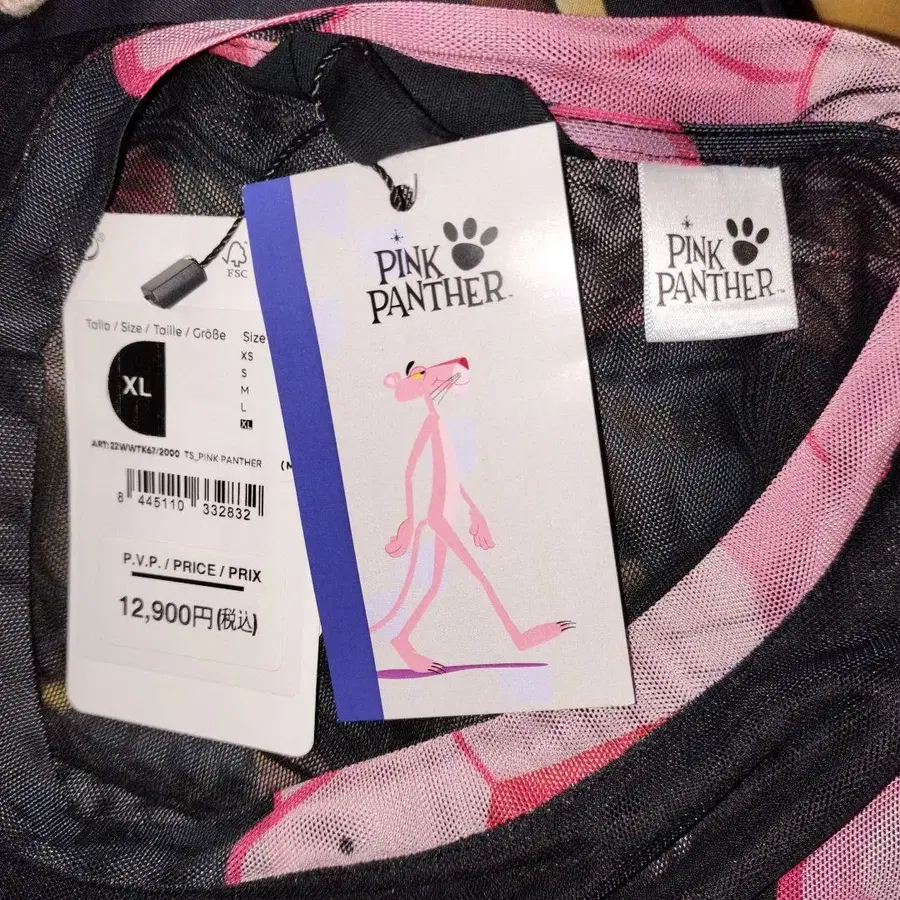 FSC
Talla / Size / Taille / Größe
Size
XL
XS
S
M
L
XL
ART:22WWTK67/2000 TS_PINK-PANTHER
8 445110 332832
P.V.P. / PRICE / PRIX
12,900円(税込)
PINK
PANTHER
PINK
PANTHER